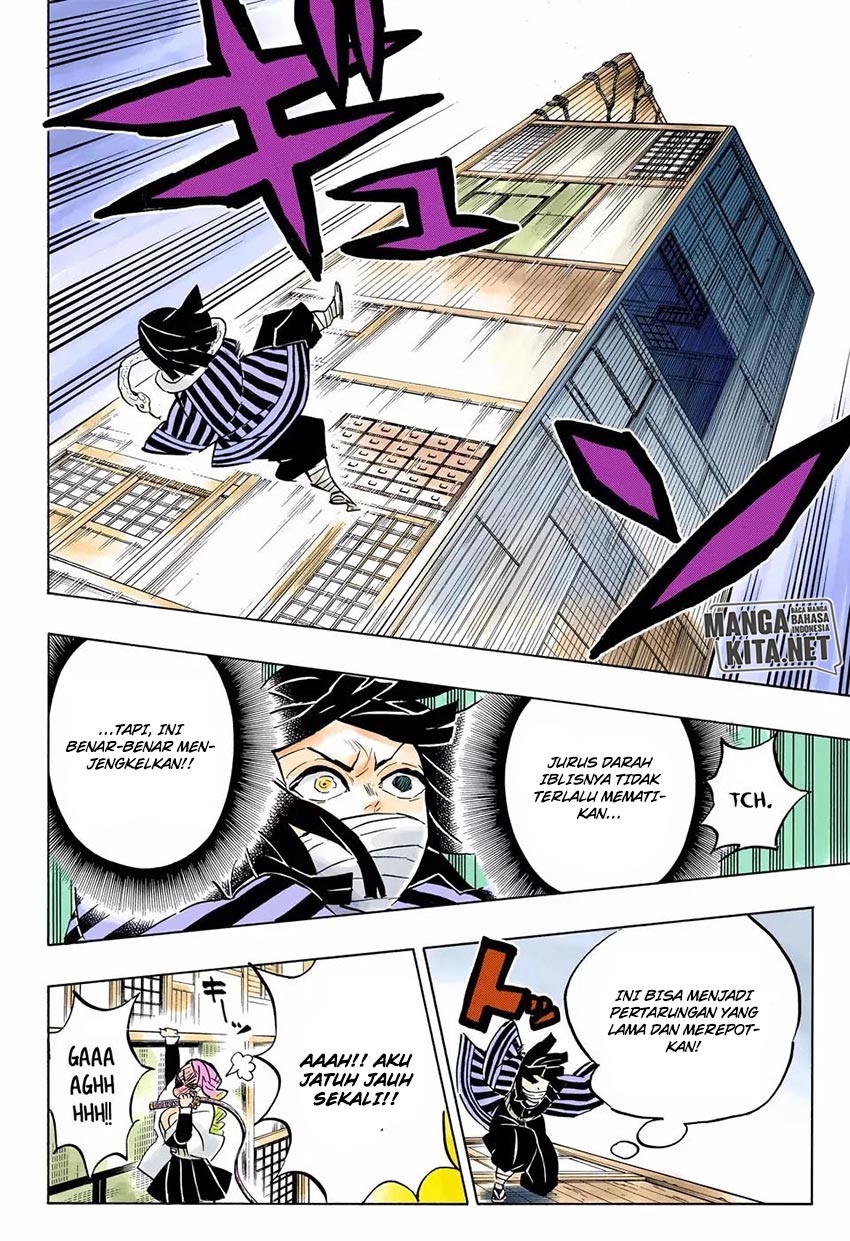 ギュン
MANGA
KITA.NET
BACA MANGA
BAHASA
INDONESIA
TCH.
JURUS DARAH
IBLISNYA TIDAK
TERLALU MEMATI-
KAN...
...TAPI, INI
BENAR-BENAR MEN-
JENGKELKAN!!
INI BISA MENJADI
PERTARUNGAN YANG
LAMA DAN MEREPOT-
KAN!
トッ
AAAH!! AKU
JATUH JAUH
SEKALI!!
キーッ
GAAA
AGHH
HHH!!